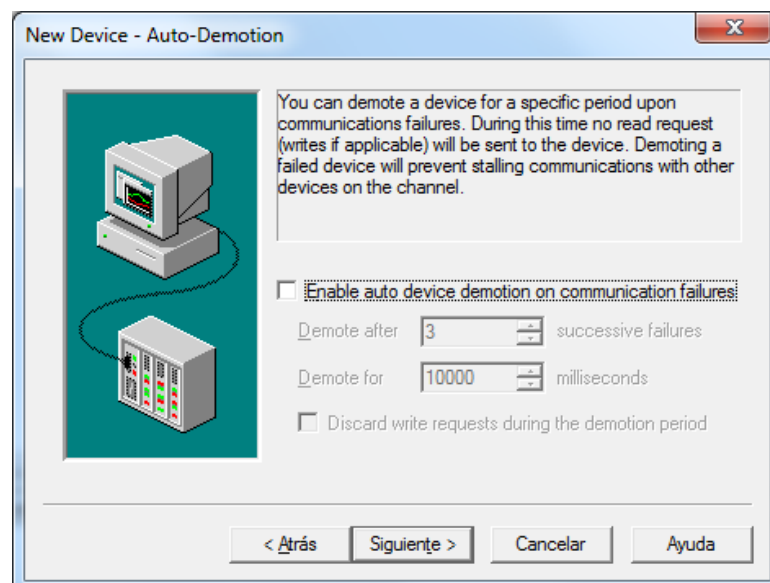 New Device - Auto-Demotion
You can demote a device for a specific period upon
communications failures. During this time no read request
(writes if applicable) will be sent to the device. Demoting a
failed device will prevent stalling communications with other
devices on the channel.
Enable auto device demotion on communication failures
Demote after 3 successive failures
Demote for 10000 milliseconds
Discard write requests during the demotion period
< Atrás Siguiente > Cancelar Ayuda